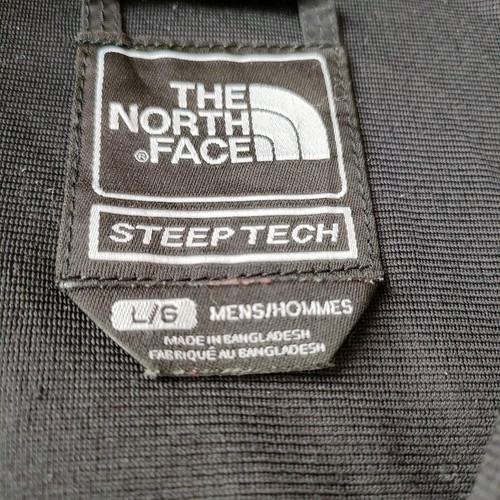 THE
NORTH
® FACE
STEEP TECH
L/G MENS/HOMMES
MADE IN BANGLADESH
FABRIQUÉ AU BANGLADESH